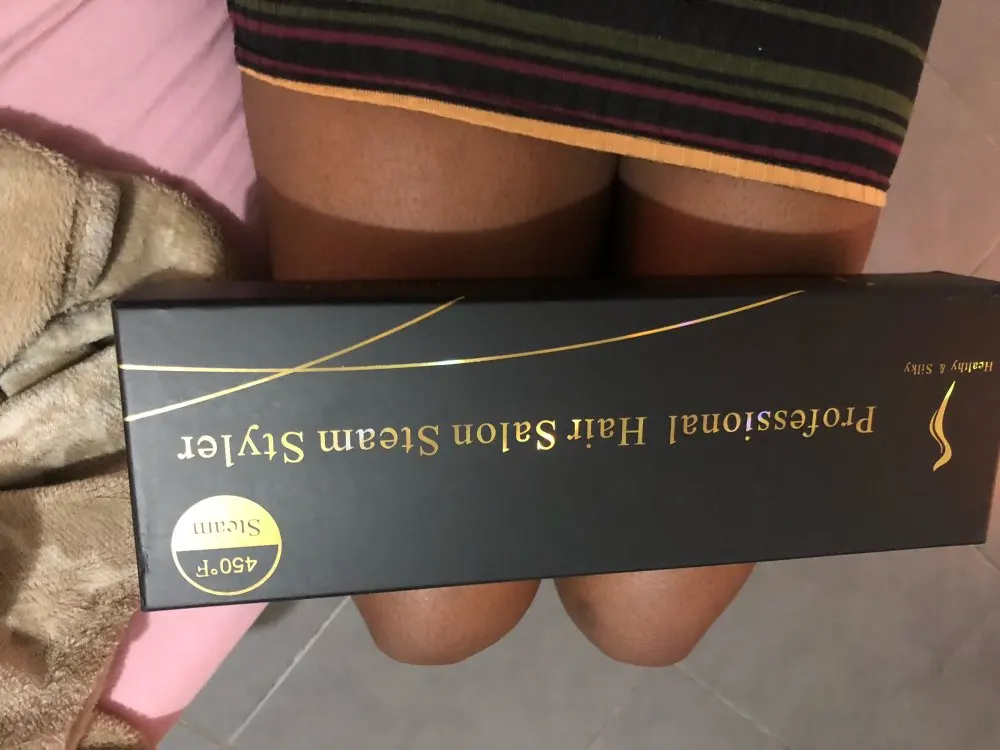 Healthy & Silky
Professional Hair Salon Steam Styler
450°F
Steam